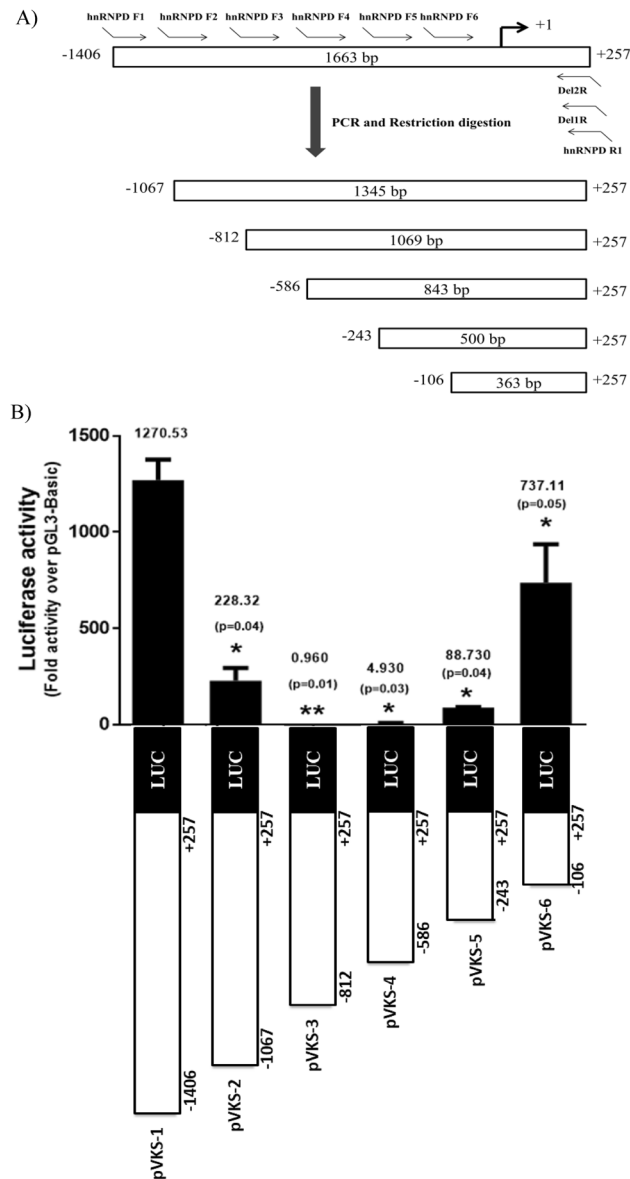 A)
hnRNPD F1 hnRNPD F2 hnRNPD F3 hnRNPD F4 hnRNPD F5 hnRNPD F6
+1
-1406 1663 bp +257
Del2R
Del1R
hnRNPD R1
PCR and Restriction digestion
-1067 1345 bp +257
-812 1069 bp +257
-586 843 bp +257
-243 500 bp +257
-106 363 bp +257
B)
Luciferase activity
(Fold activity over pGL3-Basic)
1500
1000
500
0
1270.53
228.32
(p=0.04)
*
0.960
(p=0.01)
**
4.930
(p=0.03)
*
88.730
(p=0.04)
*
737.11
(p=0.05)
*
LUC LUC LUC LUC LUC LUC
+257 +257 +257 +257 +257 +257
-1406 -1067 -812 -586 -243 -106
pVKS-1 pVKS-2 pVKS-3 pVKS-4 pVKS-5 pVKS-6